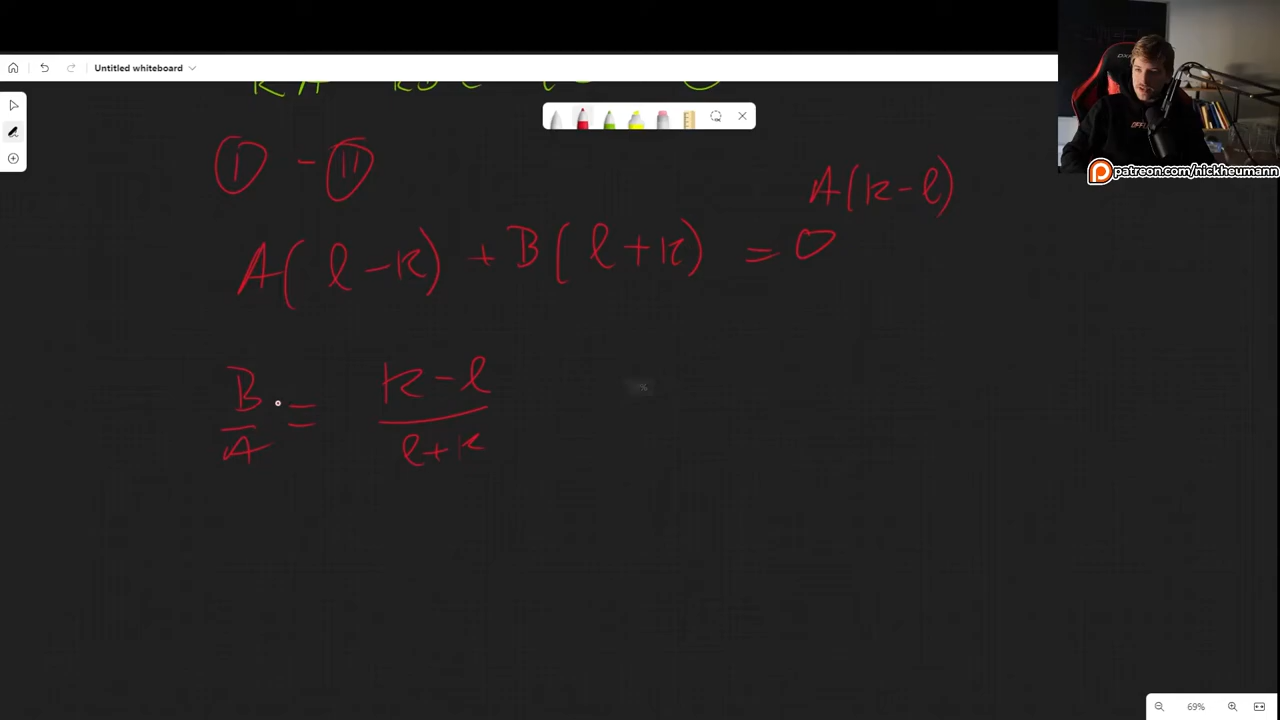 Untitled whiteboard
patreon.com/nickheumann
I - II
A(k-l)
A(l-k) + B(l+k) = 0
B/A = k-l / l+k
%
69%